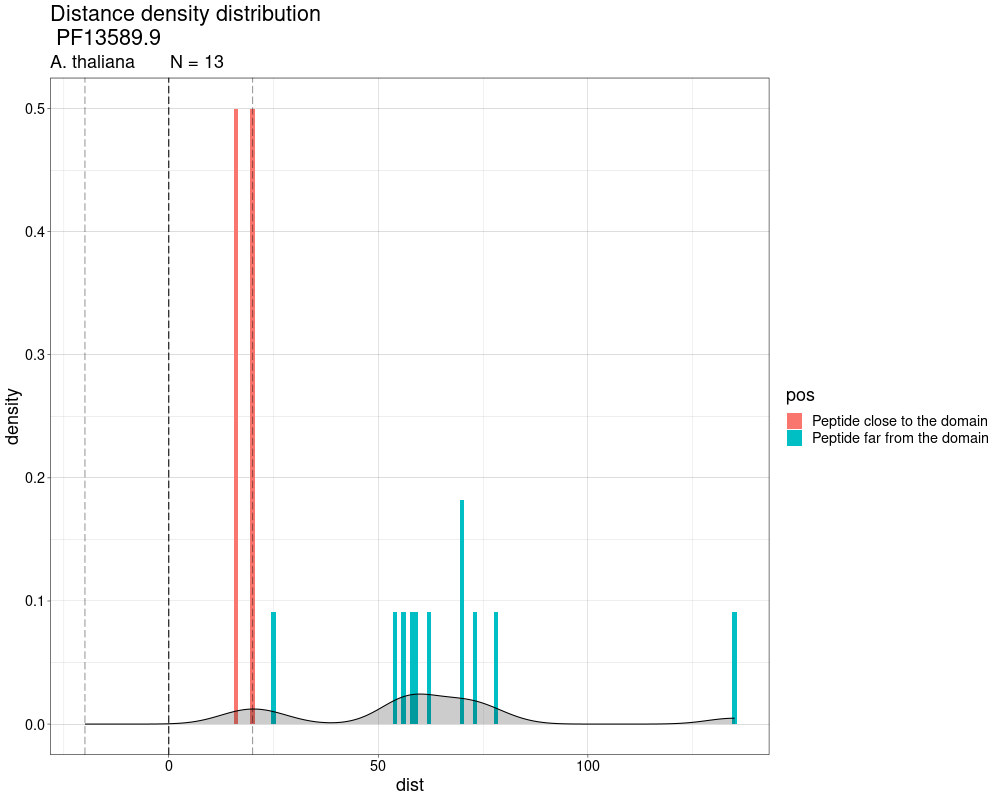 Distance density distribution
PF13589.9
A. thaliana N = 13
0.5
0.4
0.3
0.2
0.1
0.0
density
0 50 100
dist
pos
Peptide close to the domain
Peptide far from the domain